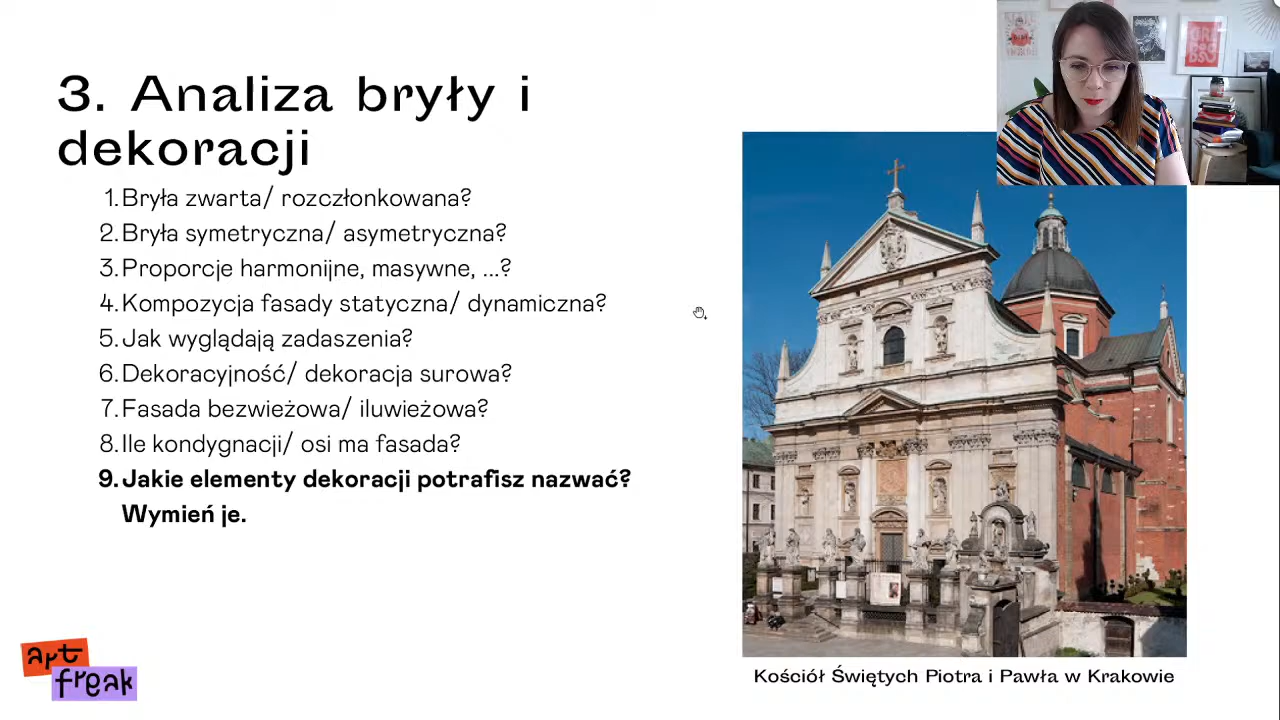 3. Analiza bryły i
dekoracji
1. Bryła zwarta/ rozczłonkowana?
2. Bryła symetryczna/ asymetryczna?
3. Proporcje harmonijne, masywne, ...?
4. Kompozycja fasady statyczna/ dynamiczna?
5. Jak wyglądają zadaszenia?
6. Dekoracyjność/ dekoracja surowa?
7. Fasada bezwieżowa/ iluwieżowa?
8. Ile kondygnacji/ osi ma fasada?
9. Jakie elementy dekoracji potrafisz nazwać?
Wymień je.
Kościół Świętych Piotra i Pawła w Krakowie
art
freak